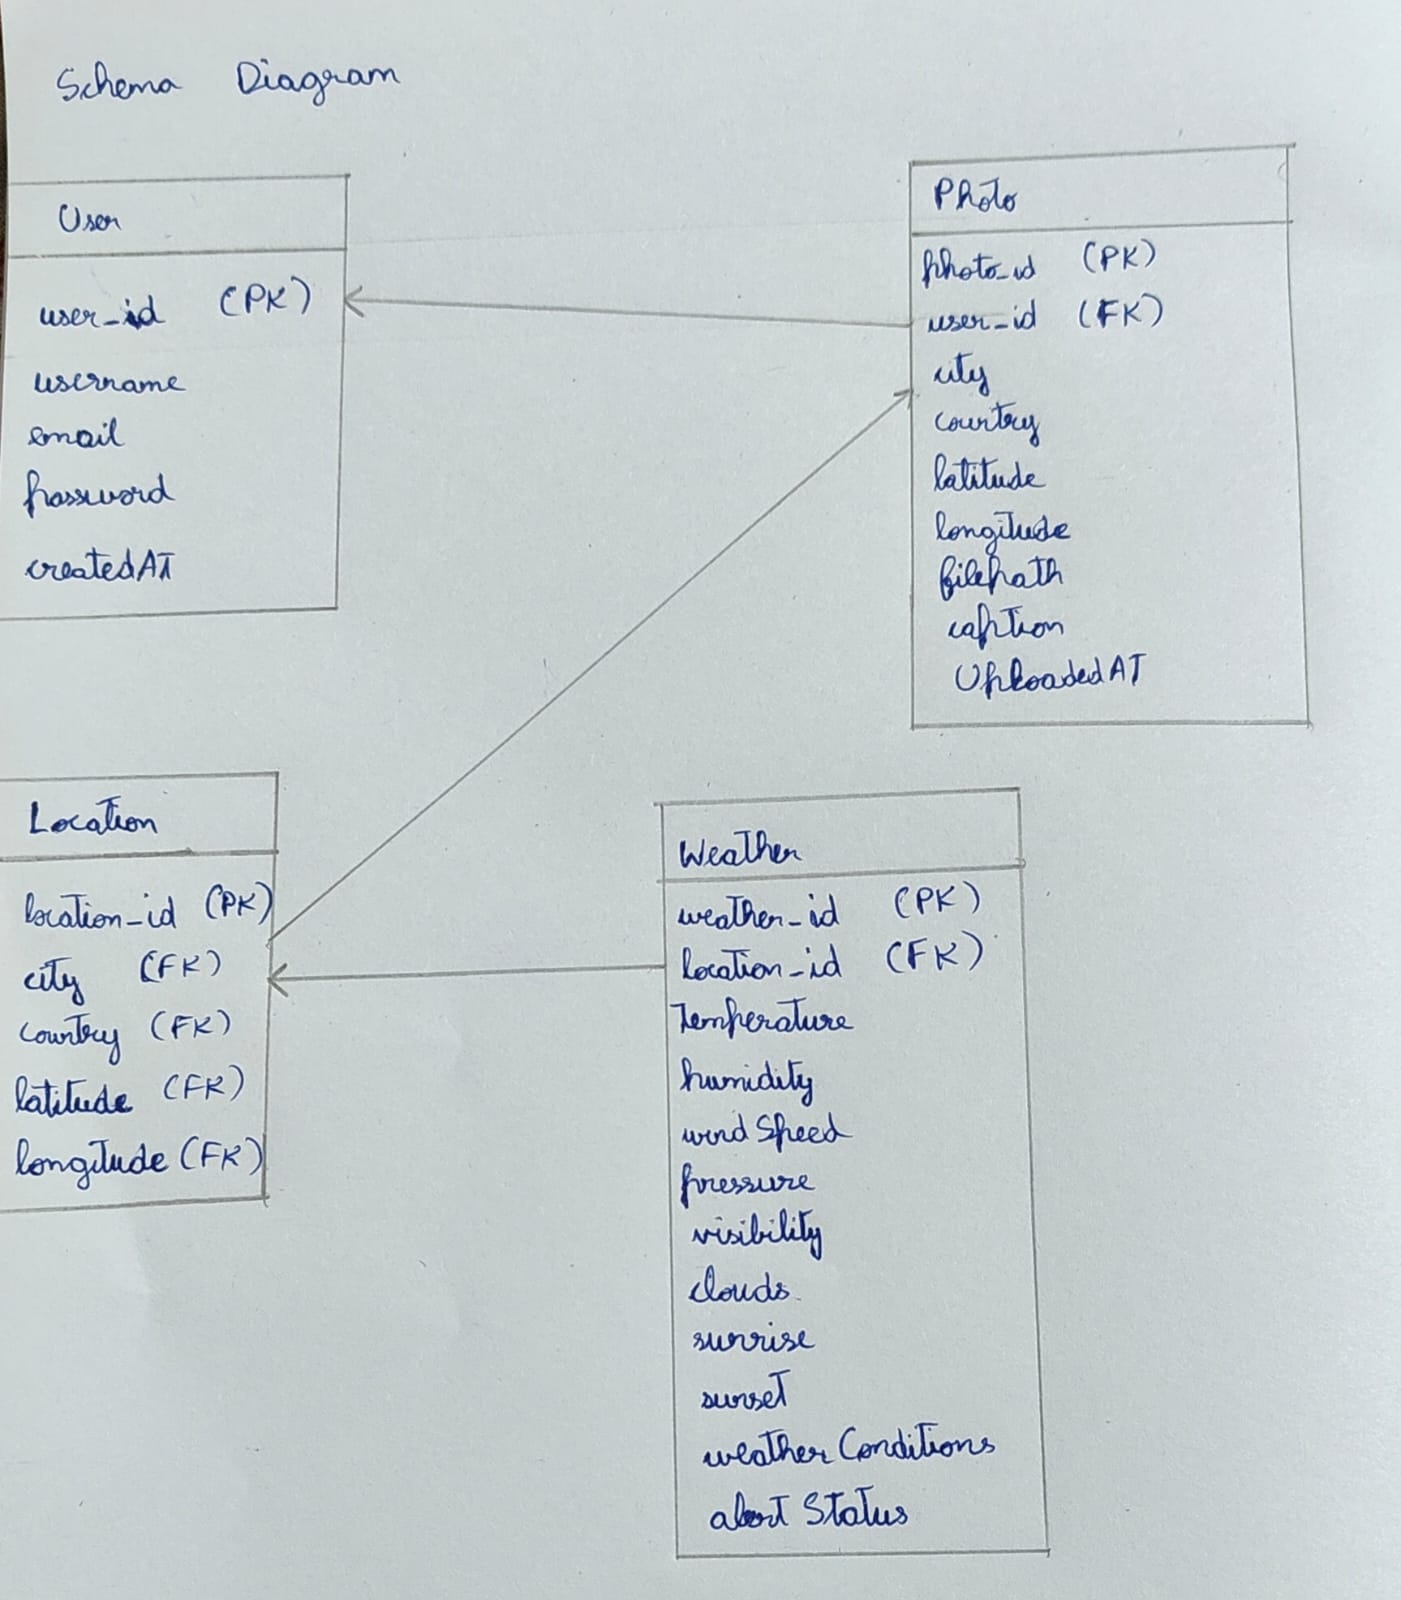 Schema Diagram
User
user_id (PK)
username
email
password
createdAT
Photo
photo_id (PK)
user_id (FK)
city
country
latitude
longitude
filepath
caption
UploadedAT
Location
location_id (PK)
city (FK)
country (FK)
latitude (FK)
longitude (FK)
Weather
weather_id (PK)
location_id (FK)
Temperature
humidity
wind Speed
pressure
visibility
clouds
sunrise
sunset
weather Conditions
alert Status